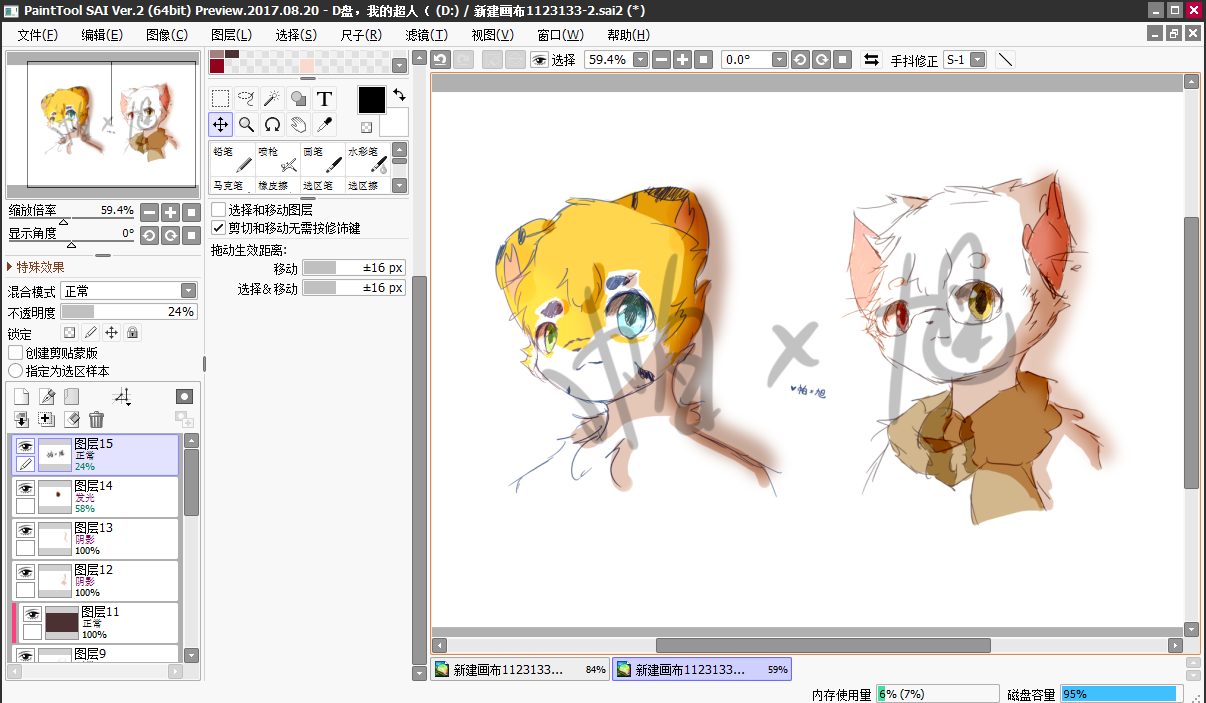 PaintTool SAI Ver.2 (64bit) Preview.2017.08.20 - D盘，我的超人（ (D:) / 新建画布1123133-2.sai2 (*)
文件(F) 编辑(E) 图像(C) 图层(L) 选择(S) 尺子(R) 滤镜(T) 视图(V) 窗口(W) 帮助(H)
选择 59.4% 0.0° 手抖修正 S-1
T
铅笔 喷枪 画笔 水彩笔
马克笔 橡皮擦 选区笔 选区擦
缩放倍率 59.4%
显示角度 0°
选择和移动图层
剪切和移动无需按修饰键
拖动生效距离:
移动 ±16 px
选择&移动 ±16 px
特殊效果
混合模式 正常
不透明度 24%
锁定
创建剪贴蒙版
指定为选区样本
图层15
正常
24%
图层14
发光
58%
图层13
阴影
100%
图层12
阴影
100%
图层11
正常
100%
图层9
帕 x 旭
♥帕·旭
新建画布1123133... 84%
新建画布1123133... 59%
内存使用量 6% (7%) 磁盘容量 95%